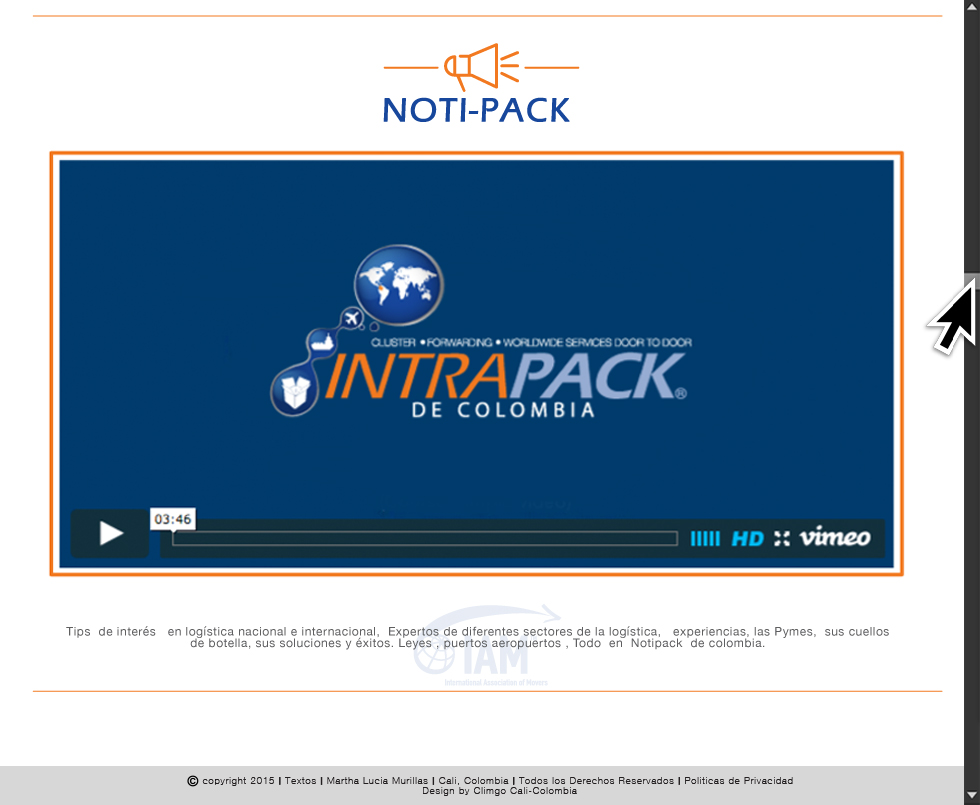 NOTI-PACK
CLUSTER • FORWARDING • WORLDWIDE SERVICES DOOR TO DOOR
INTRAPACK®
DE COLOMBIA
03:46
HD vimeo
Tips de interés en logística nacional e internacional, Expertos de diferentes sectores de la logística, experiencias, las Pymes, sus cuellos
de botella, sus soluciones y éxitos. Leyes , puertos aeropuertos , Todo en Notipack de colombia.
IAM
International Association of Movers
© copyright 2015 | Textos | Martha Lucia Murillas | Cali, Colombia | Todos los Derechos Reservados | Politicas de Privacidad
Design by Climgo Cali-Colombia